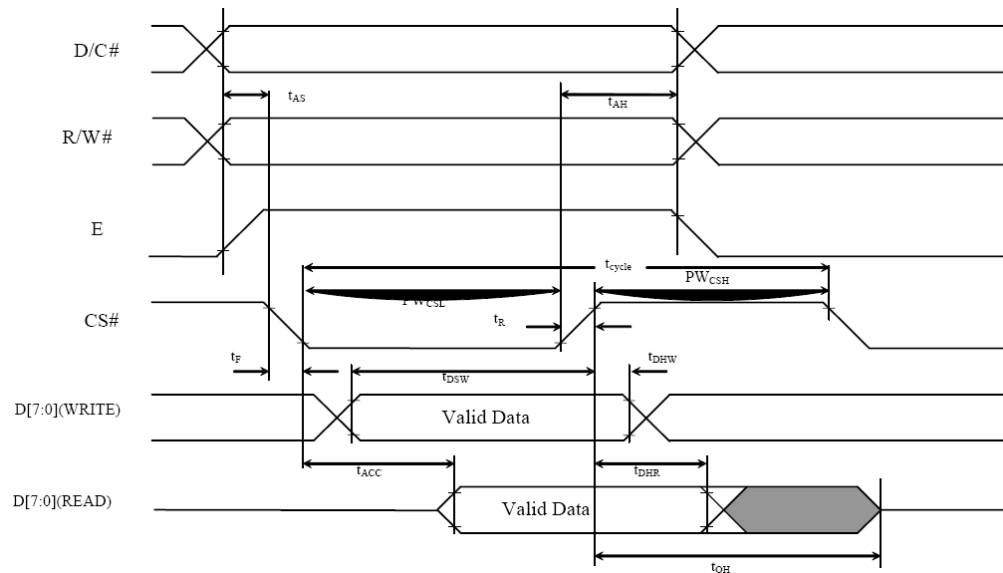 D/C#
tAS
tAH
R/W#
E
tcycle
PWCSL
PWCSH
CS#
tR
tF
tDSW
tDHW
D[7:0](WRITE)
Valid Data
tACC
tDHR
D[7:0](READ)
Valid Data
tOH